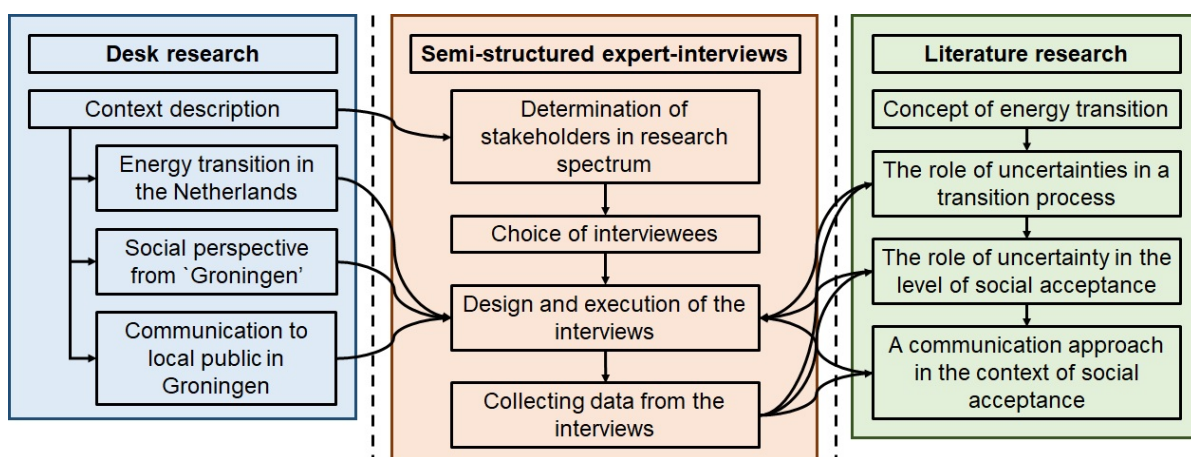 Desk research
Context description
Energy transition in
the Netherlands
Social perspective
from `Groningen’
Communication to
local public in
Groningen
Semi-structured expert-interviews
Determination of
stakeholders in research
spectrum
Choice of interviewees
Design and execution of the
interviews
Collecting data from the
interviews
Literature research
Concept of energy transition
The role of uncertainties in a
transition process
The role of uncertainty in the
level of social acceptance
A communication approach
in the context of social
acceptance